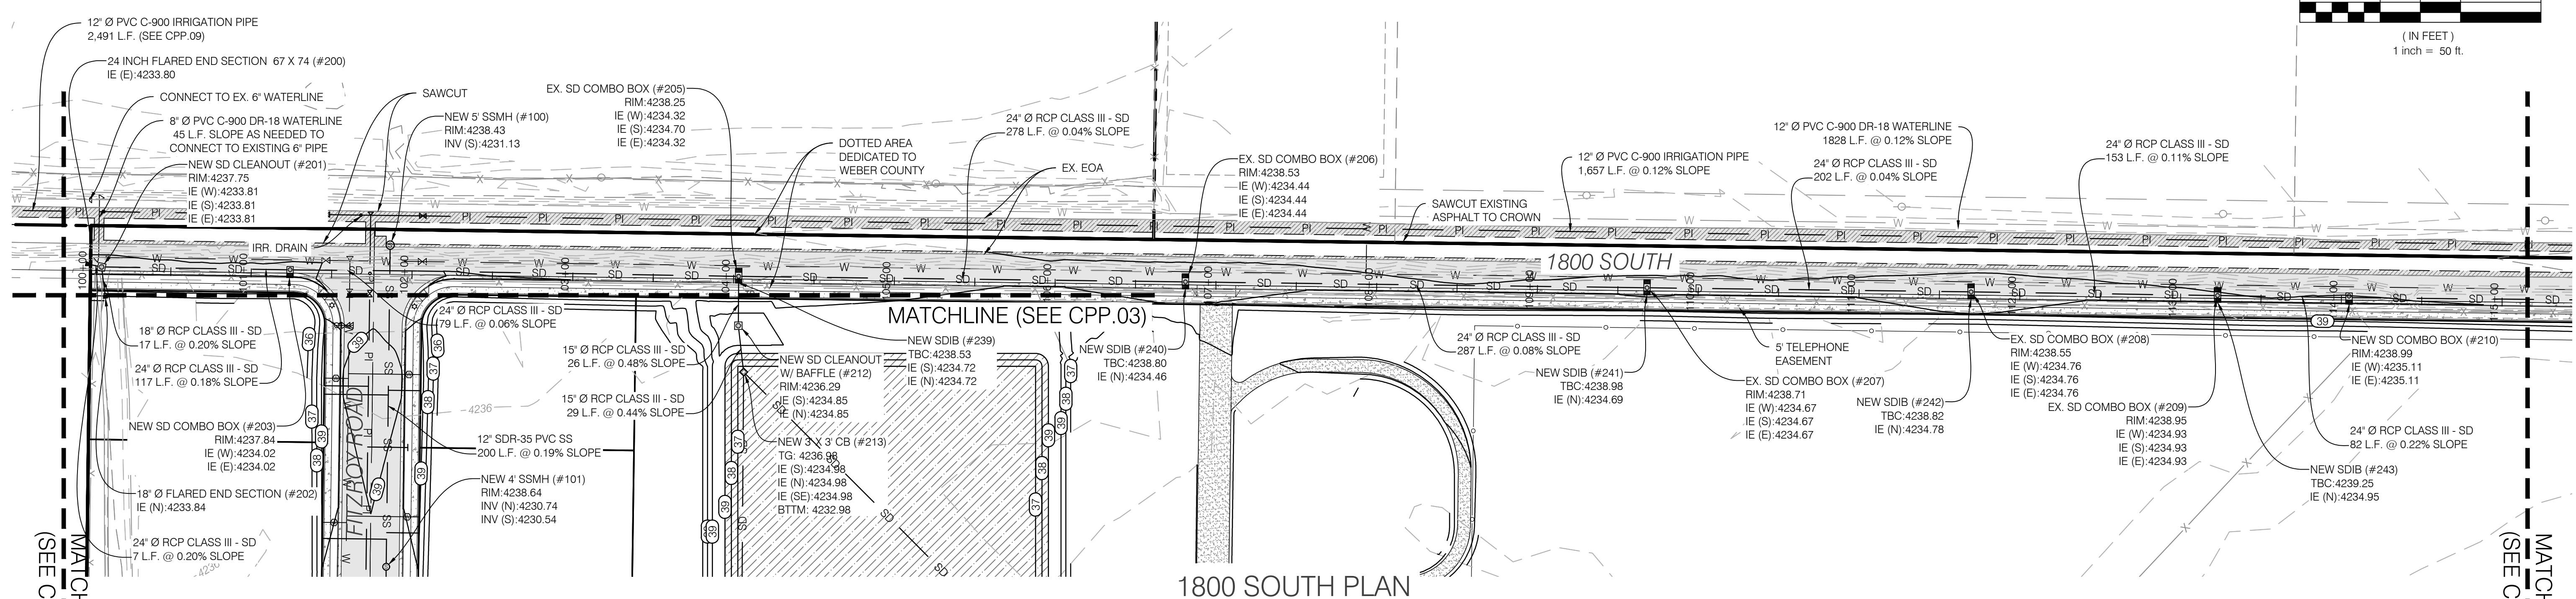 12" Ø PVC C-900 IRRIGATION PIPE
2,491 L.F. (SEE CPP.09)
24 INCH FLARED END SECTION 67 X 74 (#200)
IE (E):4233.80
CONNECT TO EX. 6" WATERLINE
8" Ø PVC C-900 DR-18 WATERLINE
45 L.F. SLOPE AS NEEDED TO
CONNECT TO EXISTING 6" PIPE
NEW SD CLEANOUT (#201)
RIM:4237.75
IE (W):4233.81
IE (S):4233.81
IE (E):4233.81
IRR. DRAIN
SAWCUT
NEW 5' SSMH (#100)
RIM:4238.43
INV (S):4231.13
EX. SD COMBO BOX (#205)
RIM:4238.25
IE (W):4234.32
IE (S):4234.70
IE (E):4234.32
DOTTED AREA
DEDICATED TO
WEBER COUNTY
24" Ø RCP CLASS III - SD
278 L.F. @ 0.04% SLOPE
EX. EOA
EX. SD COMBO BOX (#206)
RIM:4238.53
IE (W):4234.44
IE (S):4234.44
IE (E):4234.44
SAWCUT EXISTING
ASPHALT TO CROWN
12" Ø PVC C-900 IRRIGATION PIPE
1,657 L.F. @ 0.12% SLOPE
12" Ø PVC C-900 DR-18 WATERLINE
1828 L.F. @ 0.12% SLOPE
24" Ø RCP CLASS III - SD
202 L.F. @ 0.04% SLOPE
24" Ø RCP CLASS III - SD
153 L.F. @ 0.11% SLOPE
( IN FEET )
1 inch = 50 ft.
1800 SOUTH
100+00
102+00
MATCHLINE (SEE CPP.03)
18" Ø RCP CLASS III - SD
17 L.F. @ 0.20% SLOPE
24" Ø RCP CLASS III - SD
117 L.F. @ 0.18% SLOPE
NEW SD COMBO BOX (#203)
RIM:4237.84
IE (W):4234.02
IE (E):4234.02
18" Ø FLARED END SECTION (#202)
IE (N):4233.84
24" Ø RCP CLASS III - SD
7 L.F. @ 0.20% SLOPE
4236
FITZROY ROAD
24" Ø RCP CLASS III - SD
79 L.F. @ 0.06% SLOPE
12" SDR-35 PVC SS
200 L.F. @ 0.19% SLOPE
NEW 4' SSMH (#101)
RIM:4238.64
INV (N):4230.74
INV (S):4230.54
15" Ø RCP CLASS III - SD
26 L.F. @ 0.48% SLOPE
15" Ø RCP CLASS III - SD
29 L.F. @ 0.44% SLOPE
NEW SD CLEANOUT
W/ BAFFLE (#212)
RIM:4236.29
IE (S):4234.85
IE (N):4234.85
NEW 3' X 3' CB (#213)
TG: 4236.98
IE (S):4234.98
IE (N):4234.98
IE (SE):4234.98
BTTM: 4232.98
NEW SDIB (#239)
TBC:4238.53
IE (S):4234.72
IE (N):4234.72
NEW SDIB (#240)
TBC:4238.80
IE (N):4234.46
24" Ø RCP CLASS III - SD
287 L.F. @ 0.08% SLOPE
NEW SDIB (#241)
TBC:4238.98
IE (N):4234.69
5' TELEPHONE
EASEMENT
EX. SD COMBO BOX (#207)
RIM:4238.71
IE (W):4234.67
IE (S):4234.67
IE (E):4234.67
NEW SDIB (#242)
TBC:4238.82
IE (N):4234.78
EX. SD COMBO BOX (#208)
RIM:4238.55
IE (W):4234.76
IE (S):4234.76
IE (E):4234.76
EX. SD COMBO BOX (#209)
RIM:4238.95
IE (W):4234.93
IE (S):4234.93
IE (E):4234.93
NEW SD COMBO BOX (#210)
RIM:4238.99
IE (W):4235.11
IE (E):4235.11
24" Ø RCP CLASS III - SD
82 L.F. @ 0.22% SLOPE
NEW SDIB (#243)
TBC:4239.25
IE (N):4234.95
(SEE C
MATCH
(SEE C
MATCH
1800 SOUTH PLAN